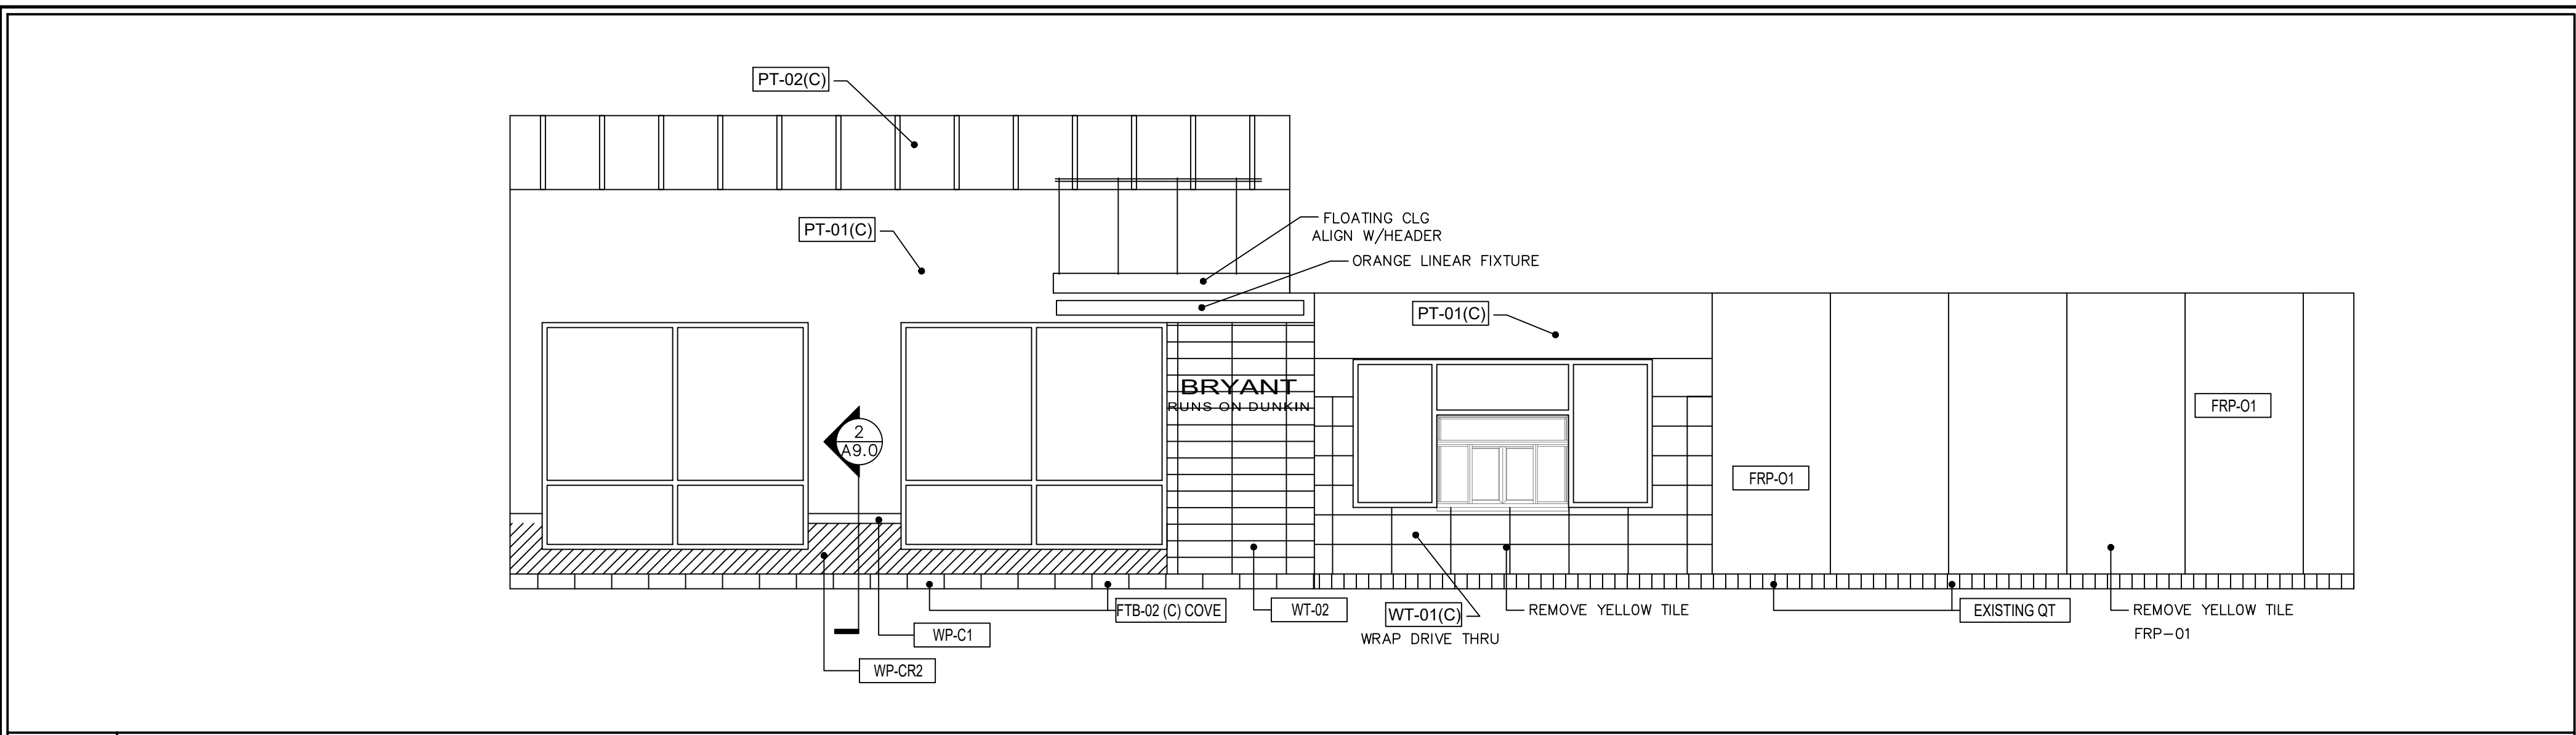 PT-02(C)
PT-01(C)
FLOATING CLG
ALIGN W/HEADER
ORANGE LINEAR FIXTURE
PT-01(C)
BRYANT
RUNS ON DUNKIN
FRP-O1
2
A9.0
FRP-O1
FTB-02 (C) COVE
WT-02
WT-01(C)
WRAP DRIVE THRU
REMOVE YELLOW TILE
EXISTING QT
REMOVE YELLOW TILE
FRP-01
WP-C1
WP-CR2